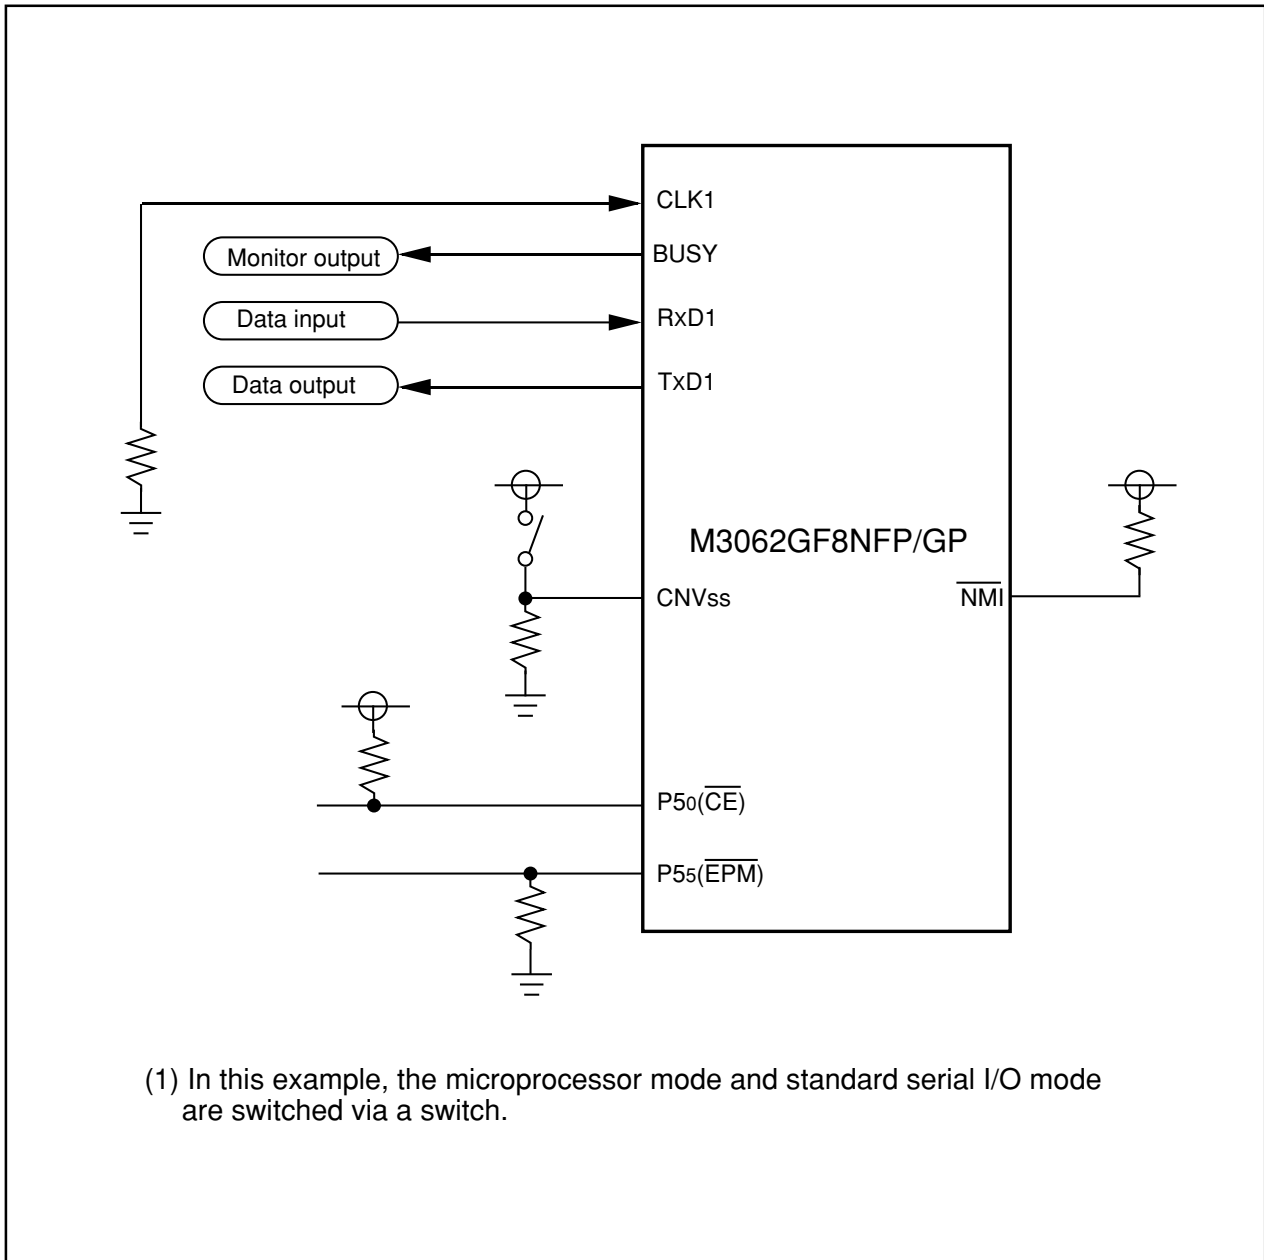 CLK1
Monitor output
BUSY
Data input
RxD1
Data output
TxD1
M3062GF8NFP/GP
CNVss
NMI
P50(CE)
P55(EPM)
(1) In this example, the microprocessor mode and standard serial I/O mode
are switched via a switch.